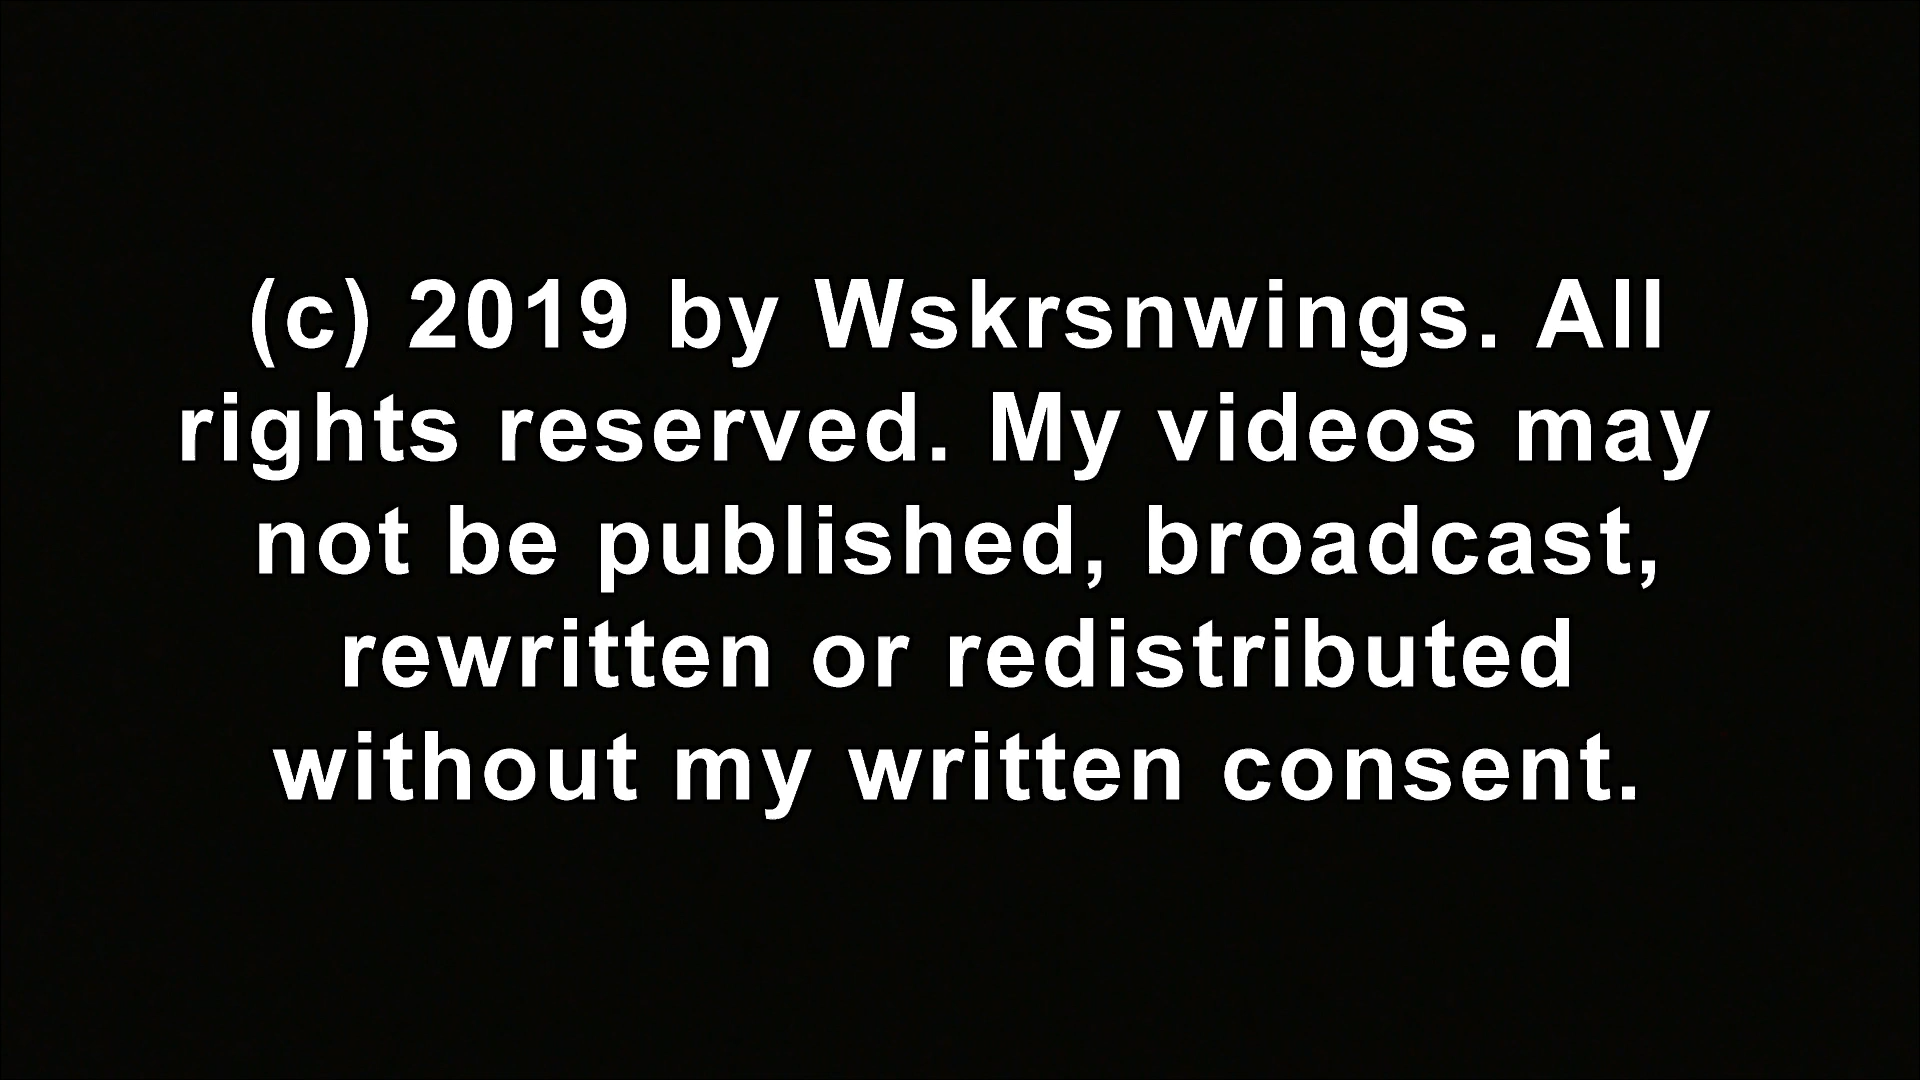 (c) 2019 by Wskrsnwings. All
rights reserved. My videos may
not be published, broadcast,
rewritten or redistributed
without my written consent.